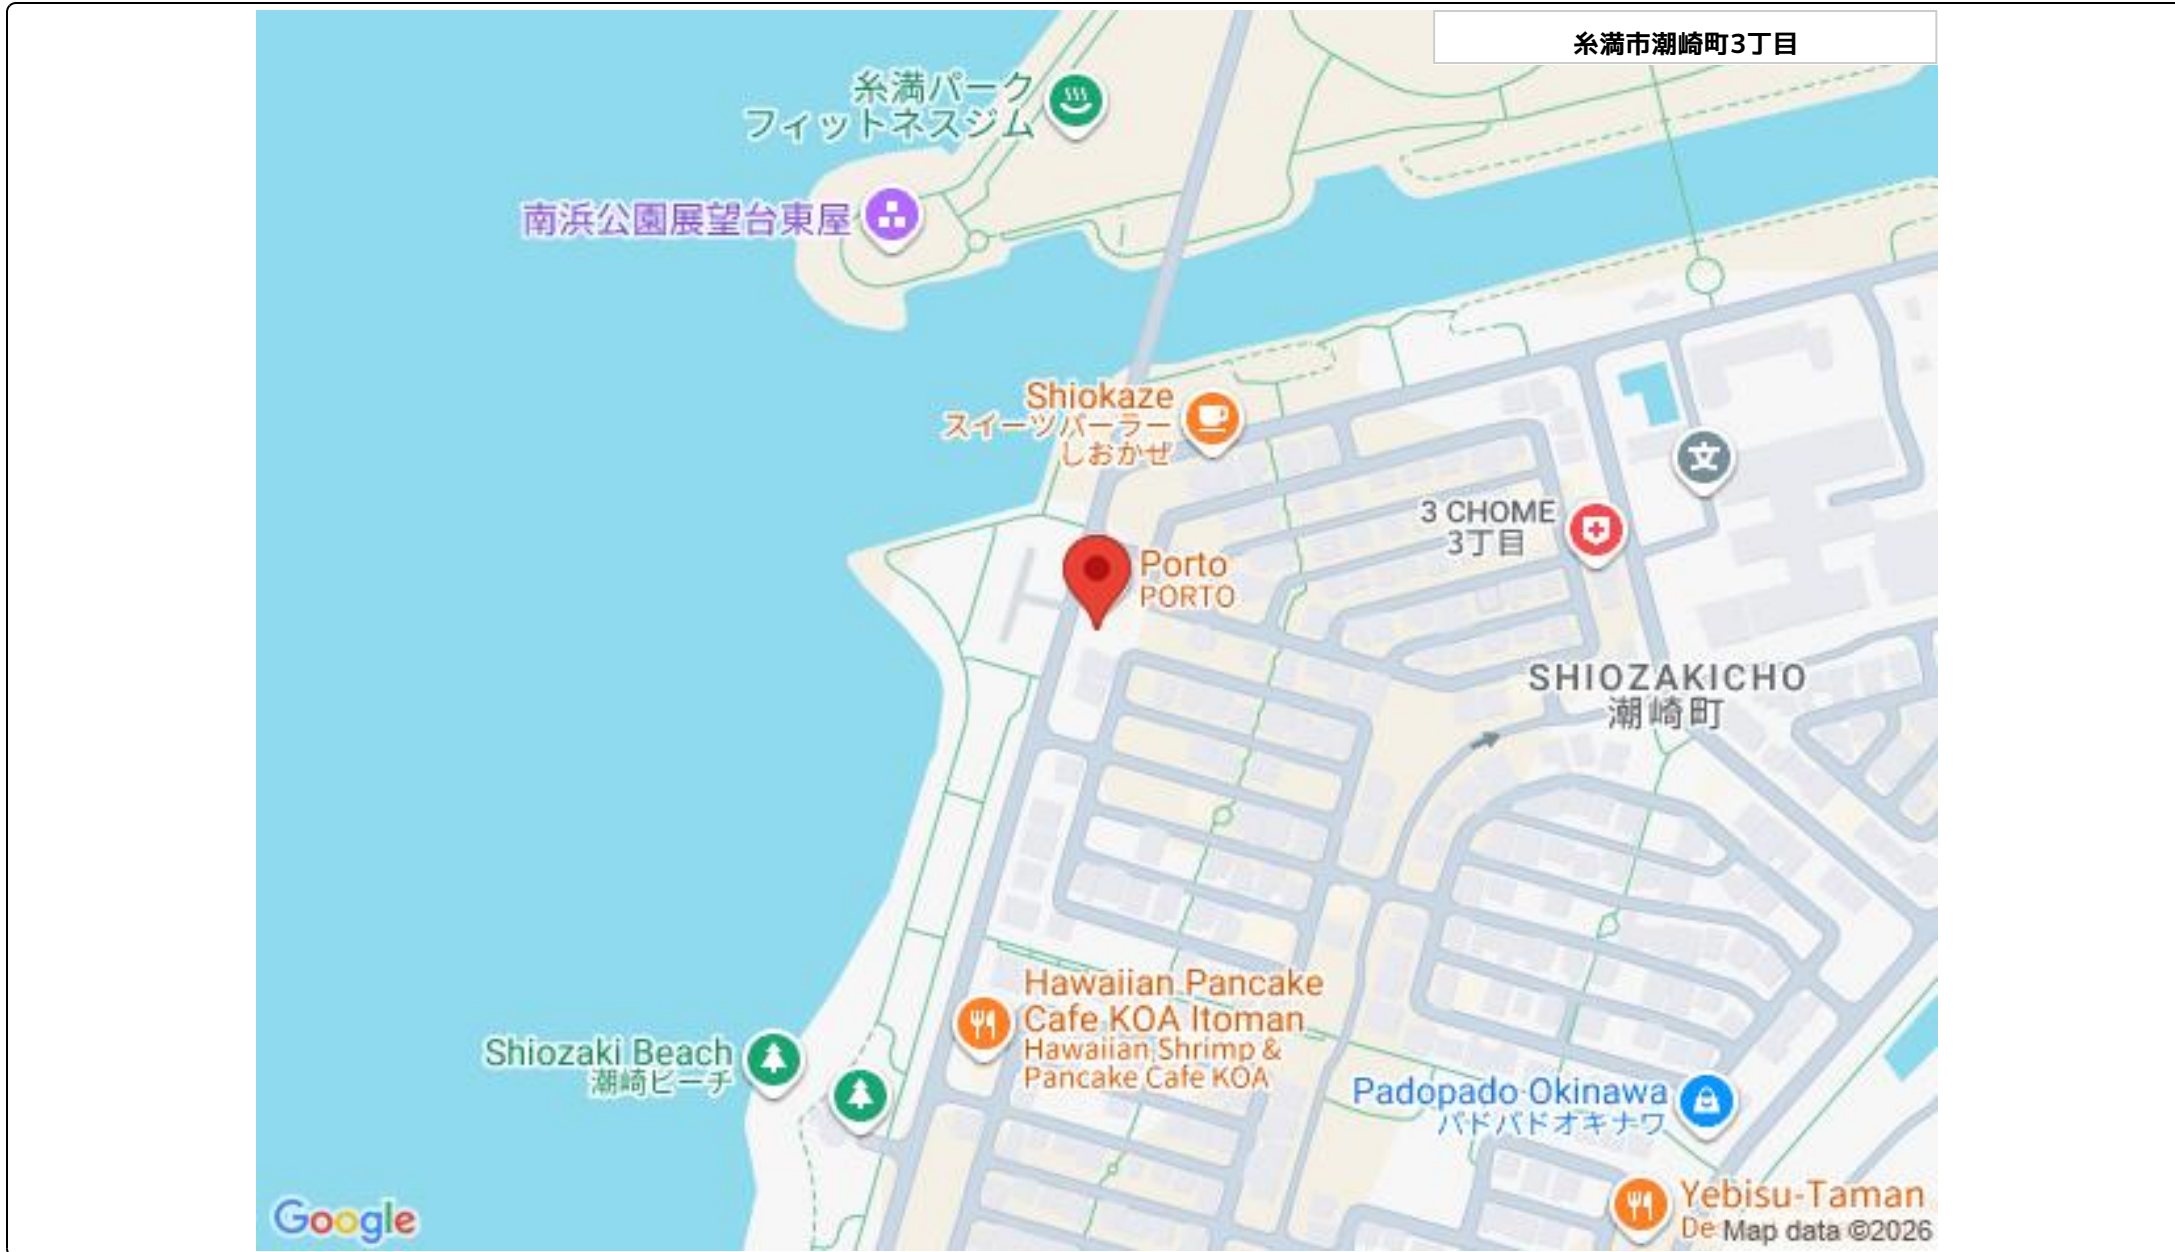 糸満市潮崎町3丁目
糸満パーク
フィットネスジム
南浜公園展望台東屋
Shiokaze
スイーツパーラー
しおかぜ
文
3 CHOME
3丁目
Porto
PORTO
SHIOZAKICHO
潮崎町
Hawaiian Pancake
Cafe KOA Itoman
Hawaiian Shrimp &
Pancake Cafe KOA
Shiozaki Beach
潮崎ビーチ
Padopado Okinawa
パドパドオキナワ
Yebisu-Taman
De
Map data ©2026
Google